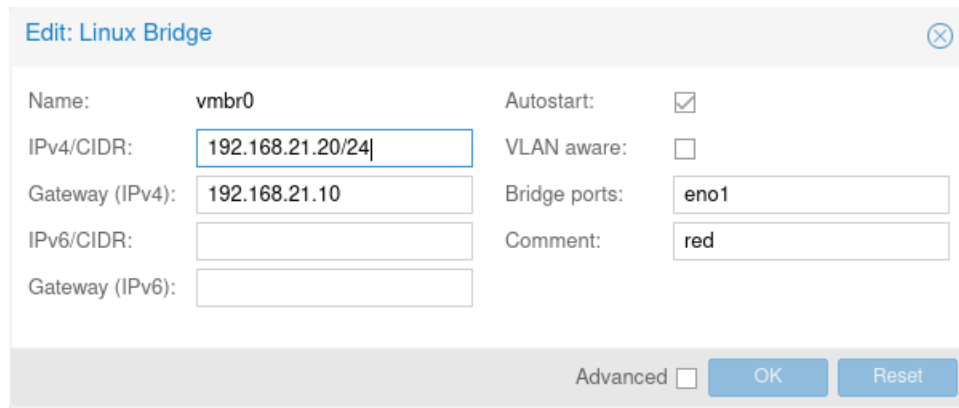 Edit: Linux Bridge
Name: vmbr0
IPv4/CIDR: 192.168.21.20/24
Gateway (IPv4): 192.168.21.10
IPv6/CIDR:
Gateway (IPv6):
Autostart:
VLAN aware:
Bridge ports: eno1
Comment: red
Advanced OK Reset